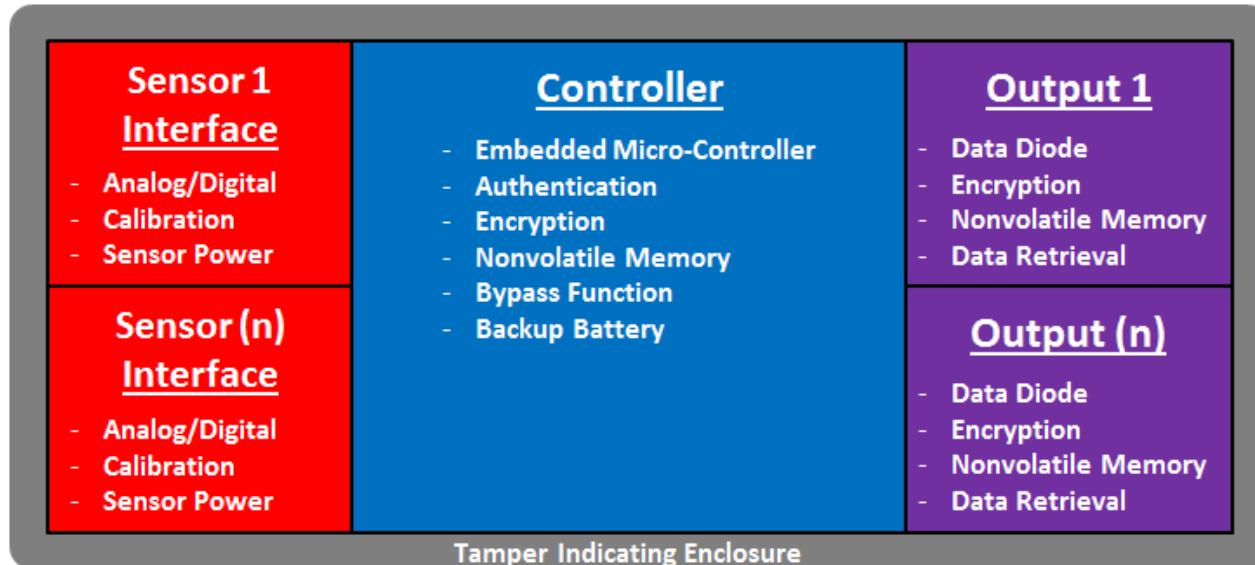 Sensor 1
Interface
- Analog/Digital
- Calibration
- Sensor Power
Sensor (n)
Interface
- Analog/Digital
- Calibration
- Sensor Power
Controller
- Embedded Micro-Controller
- Authentication
- Encryption
- Nonvolatile Memory
- Bypass Function
- Backup Battery
Output 1
- Data Diode
- Encryption
- Nonvolatile Memory
- Data Retrieval
Output (n)
- Data Diode
- Encryption
- Nonvolatile Memory
- Data Retrieval
Tamper Indicating Enclosure